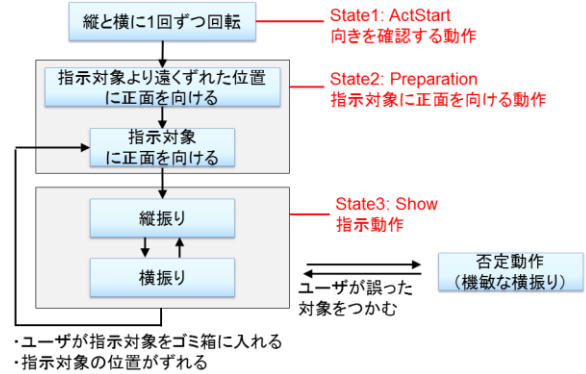 縦と横に1回ずつ回転
State1: ActStart
向きを確認する動作
指示対象より遠くずれた位置
に正面を向ける
State2: Preparation
指示対象に正面を向ける動作
指示対象
に正面を向ける
State3: Show
指示動作
縦振り
横振り
ユーザが誤った
対象をつかむ
否定動作
(機敏な横振り)
・ユーザが指示対象をゴミ箱に入れる
・指示対象の位置がずれる